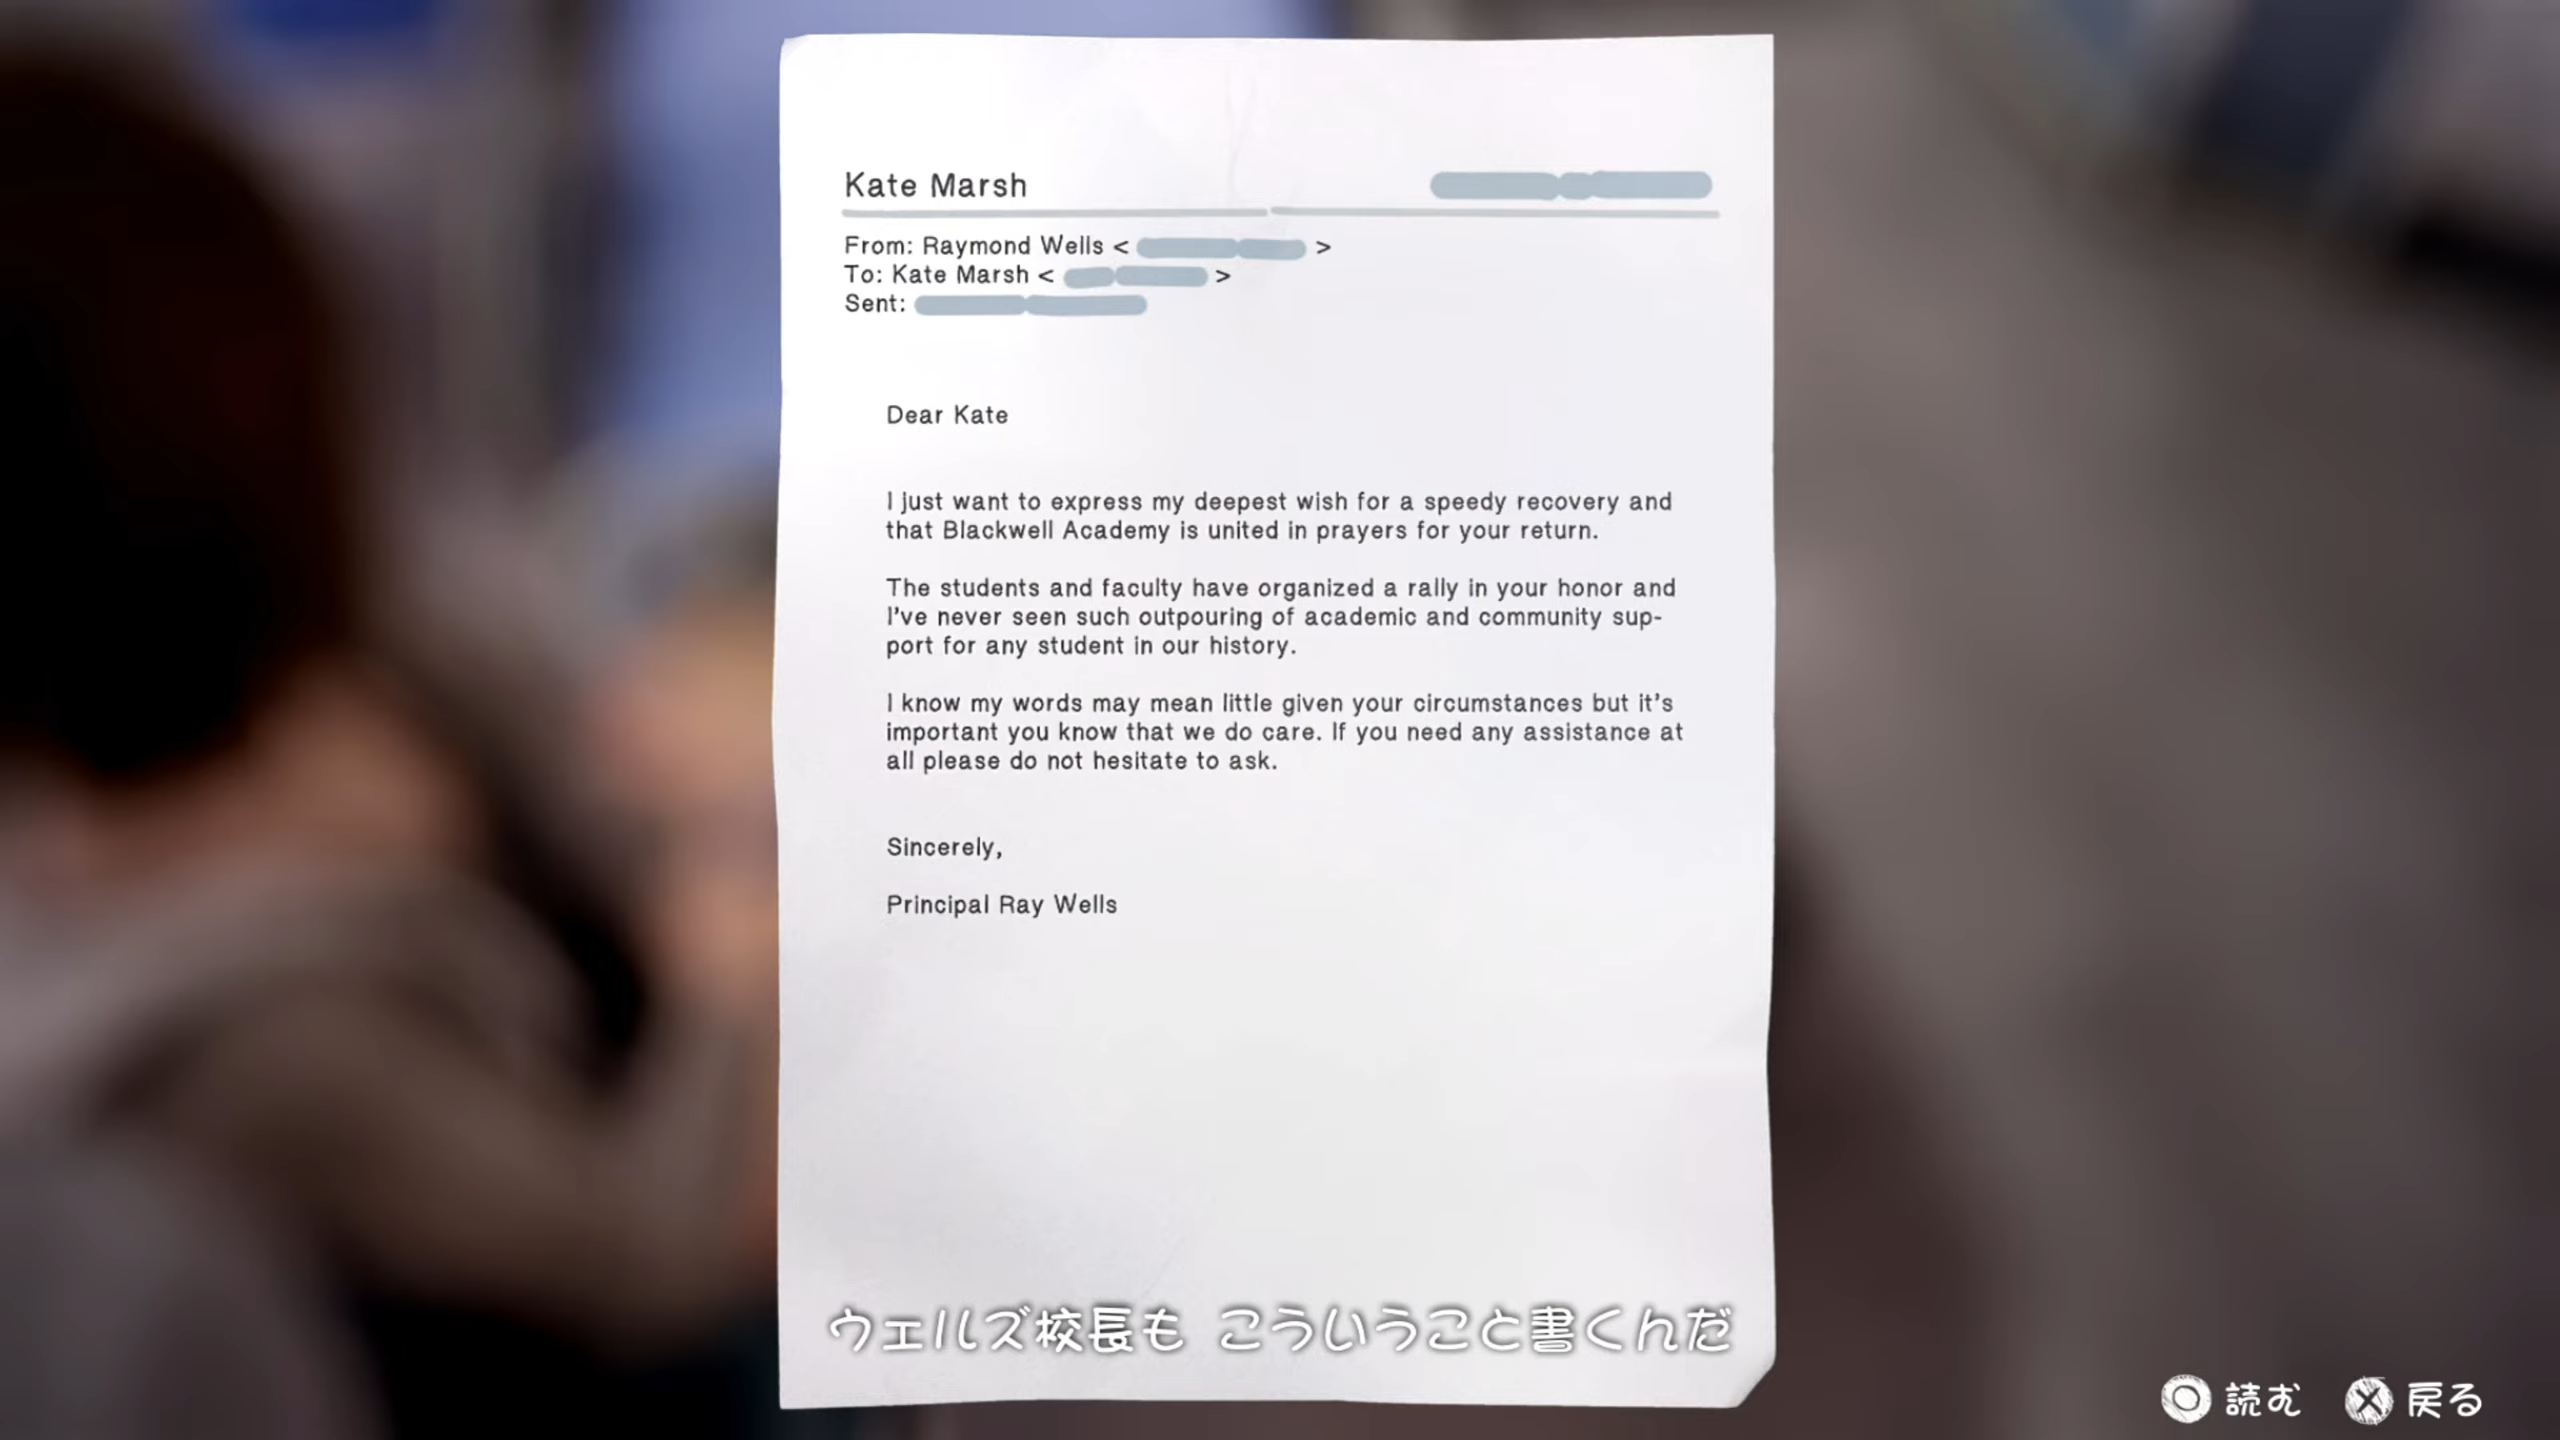 Kate Marsh
From: Raymond Wells < >
To: Kate Marsh < >
Sent:
Dear Kate
I just want to express my deepest wish for a speedy recovery and
that Blackwell Academy is united in prayers for your return.
The students and faculty have organized a rally in your honor and
I've never seen such outpouring of academic and community sup-
port for any student in our history.
I know my words may mean little given your circumstances but it's
important you know that we do care. If you need any assistance at
all please do not hesitate to ask.
Sincerely,
Principal Ray Wells
ウェルズ校長も こういうこと書くんだ
読む 戻る